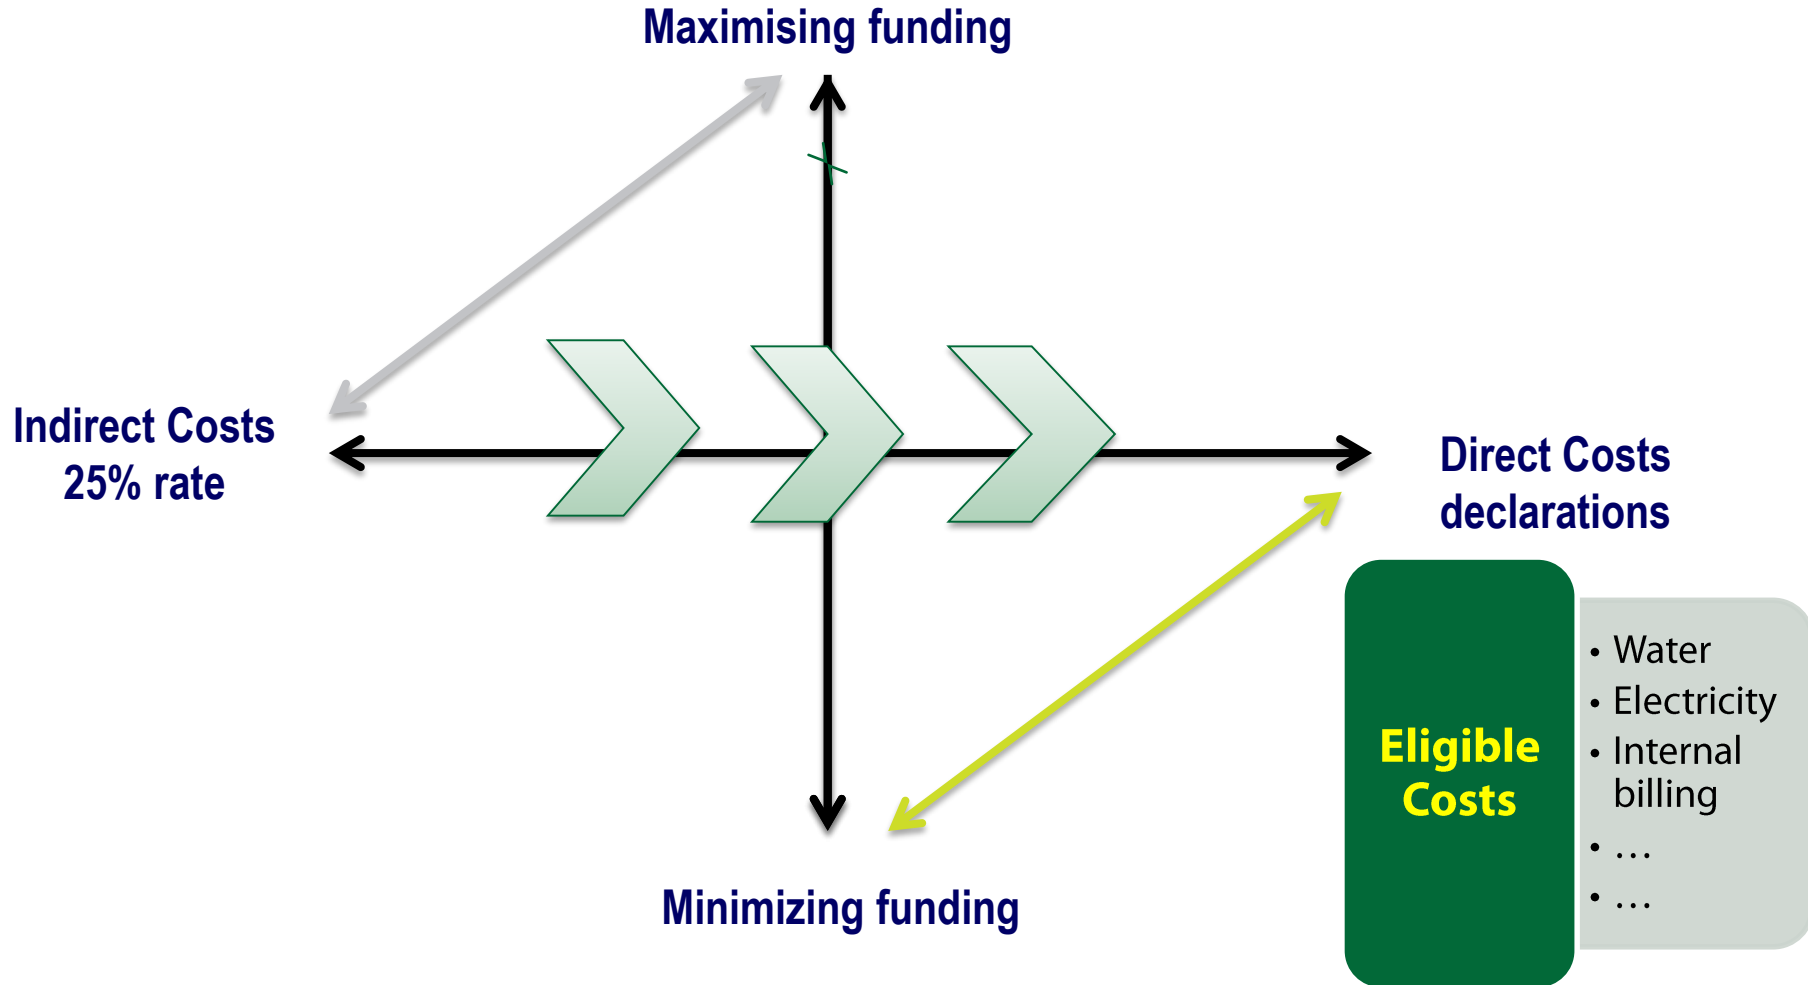 Maximising funding
Indirect Costs
25% rate
Direct Costs
declarations
Eligible
Costs
• Water
• Electricity
• Internal
billing
• ...
• ...
Minimizing funding